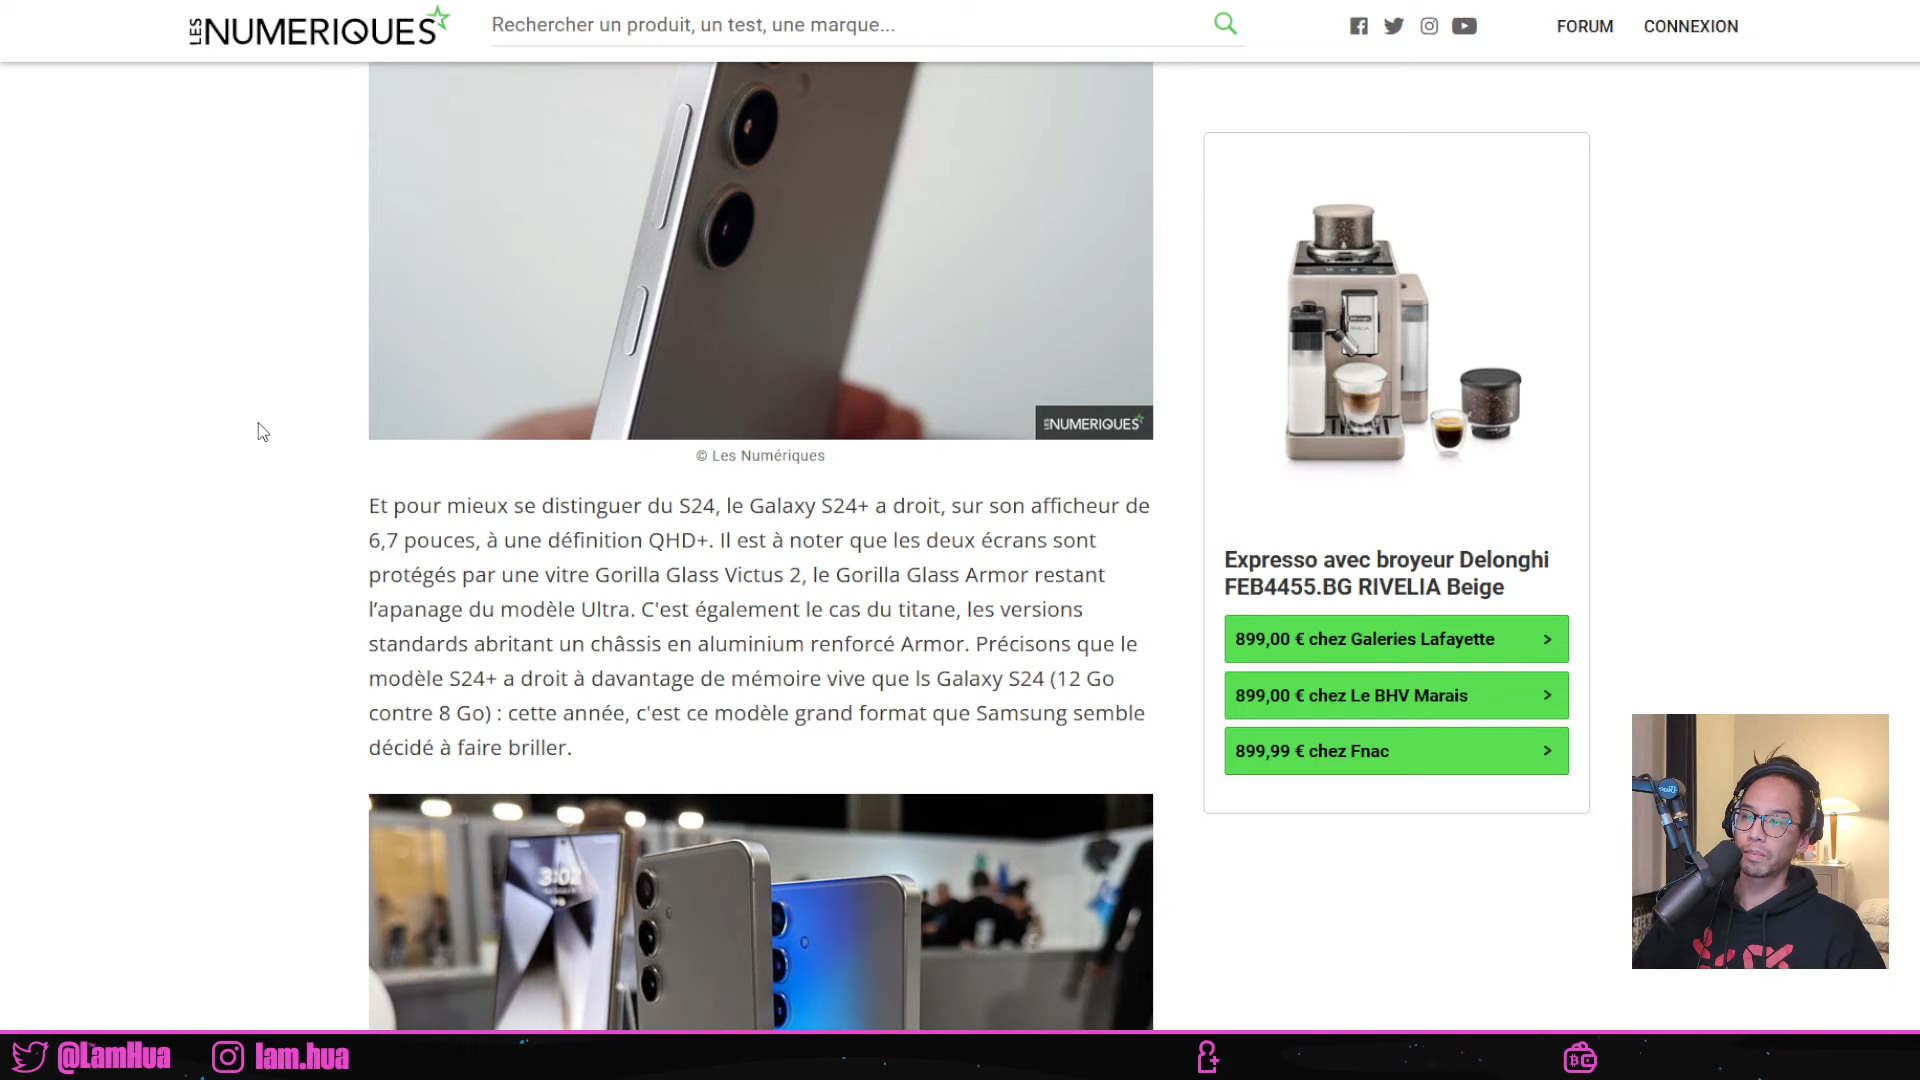 LES NUMERIQUES
Rechercher un produit, un test, une marque...
FORUM
CONNEXION
LES NUMERIQUES
© Les Numériques
Et pour mieux se distinguer du S24, le Galaxy S24+ a droit, sur son afficheur de
6,7 pouces, à une définition QHD+. Il est à noter que les deux écrans sont
protégés par une vitre Gorilla Glass Victus 2, le Gorilla Glass Armor restant
l’apanage du modèle Ultra. C'est également le cas du titane, les versions
standards abritant un châssis en aluminium renforcé Armor. Précisons que le
modèle S24+ a droit à davantage de mémoire vive que ls Galaxy S24 (12 Go
contre 8 Go) : cette année, c'est ce modèle grand format que Samsung semble
décidé à faire briller.
3:02
Expresso avec broyeur Delonghi
FEB4455.BG RIVELIA Beige
899,00 € chez Galeries Lafayette
899,00 € chez Le BHV Marais
899,99 € chez Fnac
@LamHua
lam.hua